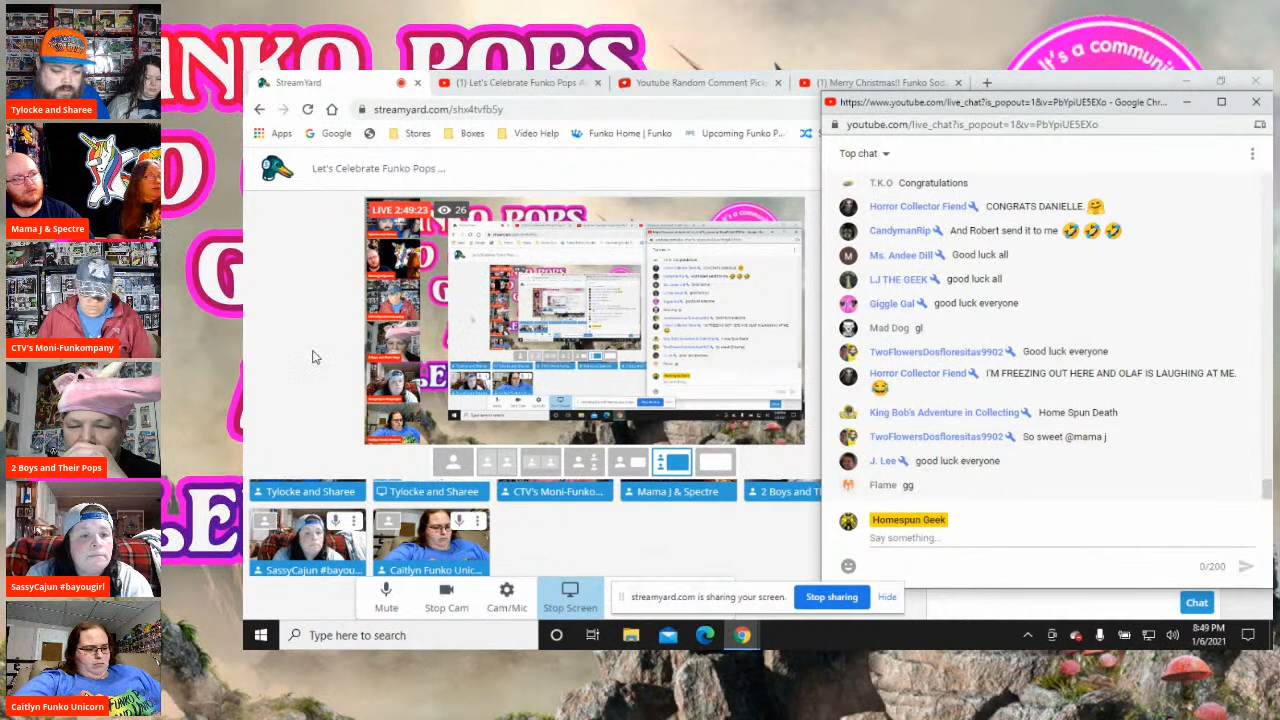 NKO POPS
It's a communi
Tylocke and Sharee
Mama J & Spectre
CTV's Moni-Funkompany
2 Boys and Their Pops
SassyCajun #bayougirl
Caitlyn Funko Unicorn
StreamYard
(1) Let's Celebrate Funko Pops A
Youtube Random Comment Pick
(1) Merry Christmas!! Funko Sod
streamyard.com/shx4tvfb5y
Apps
Google
Stores
Boxes
Video Help
Funko Home | Funko
Upcoming Funko P...
Let's Celebrate Funko Pops ...
LIVE 2:49:23
26
Tylocke and Sharee
Tylocke and Sharee
CTV's Moni-Funko...
Mama J & Spectre
2 Boys and Tl
SassyCajun #bayou...
Caitlyn Funko Unic...
Mute
Stop Cam
Cam/Mic
Stop Screen
streamyard.com is sharing your screen.
Stop sharing
Hide
Chat
https://www.youtube.com/live_chat?is_popout=1&v=PbYpiUE5EXo - Google Chr...
youtube.com/live_chat?is_popout=1&v=PbYpiUE5EXo
Top chat
T.K.O Congratulations
Horror Collector Fiend CONGRATS DANIELLE.
CandymanRip And Robert send it to me
Ms. Andee Dill Good luck all
LJ THE GEEK good luck all
Giggle Gal good luck everyone
Mad Dog gl
TwoFlowersDosfloresitas9902 Good luck everyone
Horror Collector Fiend I'M FREEZING OUT HERE AND OLAF IS LAUGHING AT ME.
King Bob's Adventure in Collecting Home Spun Death
TwoFlowersDosfloresitas9902 So sweet @mama j
J. Lee good luck everyone
Flame gg
Homespun Geek
Say something...
0/200
Type here to search
8:49 PM
1/6/2021